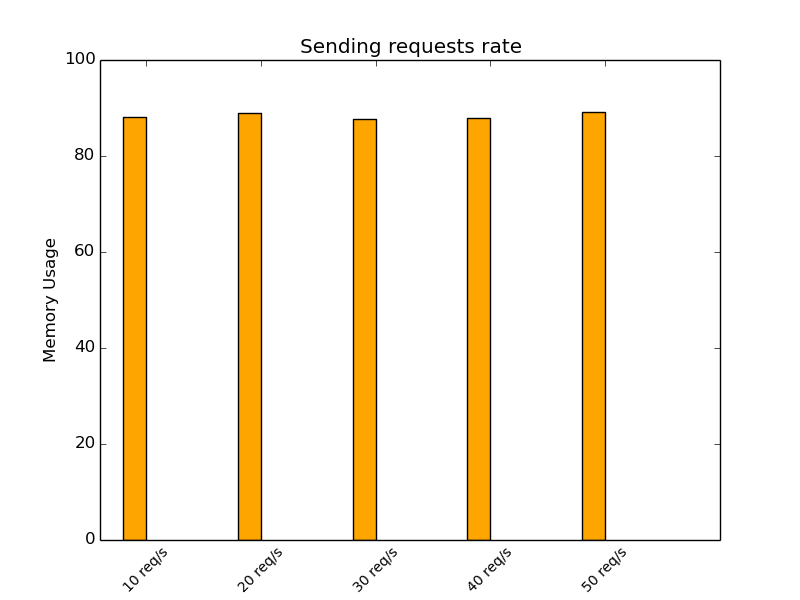 Sending requests rate
100
80
60
40
20
0
Memory Usage
10 req/s
20 req/s
30 req/s
40 req/s
50 req/s